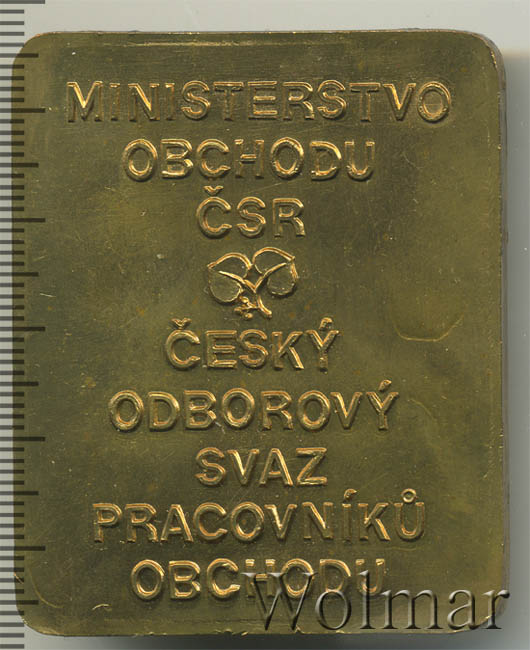 MINISTERSTVO
OBCHODU
ČSR
ČESKÝ
ODBOROVÝ
SVAZ
PRACOVNÍKŮ
OBCHODU
Wolmar